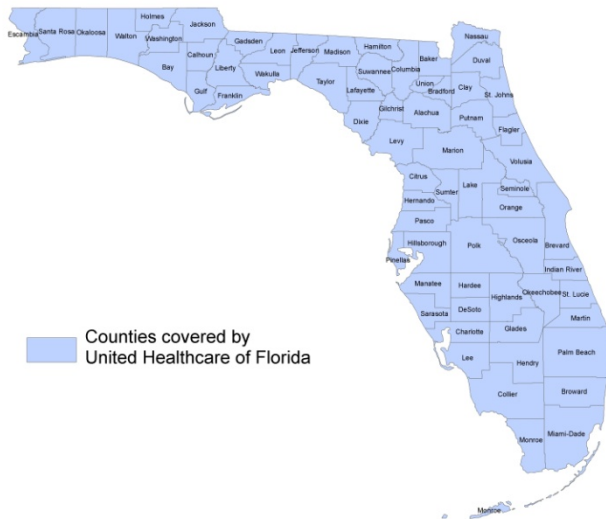 Holmes
Jackson
Escambia
Santa Rosa
Okaloosa
Walton
Washington
Bay
Calhoun
Gulf
Gadsden
Liberty
Franklin
Leon
Wakulla
Jefferson
Madison
Taylor
Hamilton
Suwannee
Lafayette
Dixie
Columbia
Gilchrist
Baker
Union
Bradford
Alachua
Levy
Nassau
Duval
Clay
St. Johns
Putnam
Flagler
Marion
Volusia
Citrus
Sumter
Lake
Seminole
Hernando
Orange
Pasco
Hillsborough
Pinellas
Polk
Osceola
Brevard
Indian River
Manatee
Hardee
Highlands
Okeechobee
St. Lucie
Sarasota
DeSoto
Martin
Charlotte
Glades
Lee
Hendry
Palm Beach
Collier
Broward
Monroe
Miami-Dade
Monroe
Counties covered by
United Healthcare of Florida